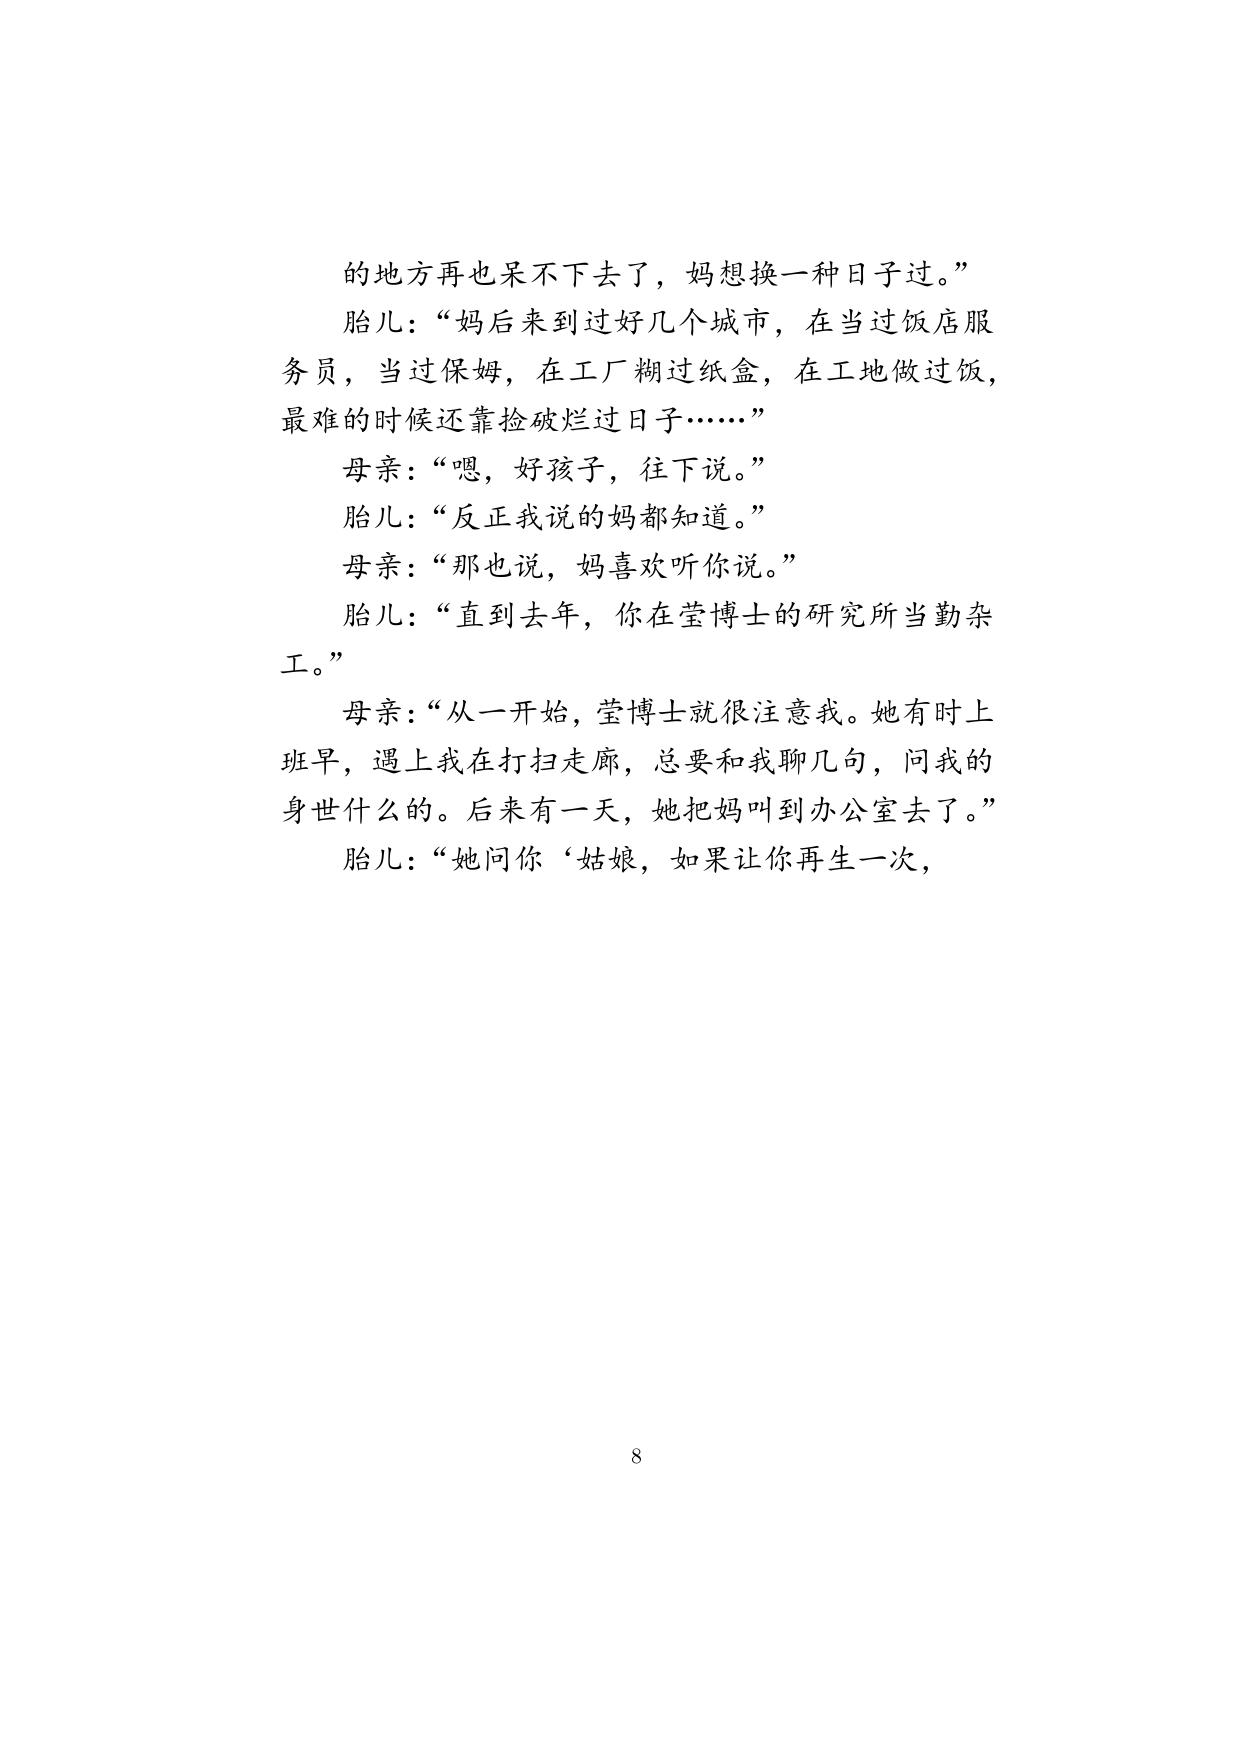 的地方再也呆不下去了，妈想换一种日子过。”
胎儿：“妈后来到过好几个城市，在当过饭店服
务员，当过保姆，在工厂糊过纸盒，在工地做过饭，
最难的时候还靠捡破烂过日子……”
母亲：“嗯，好孩子，往下说。”
胎儿：“反正我说的妈都知道。”
母亲：“那也说，妈喜欢听你说。”
胎儿：“直到去年，你在莹博士的研究所当勤杂
工。”
母亲：“从一开始，莹博士就很注意我。她有时上
班早，遇上我在打扫走廊，总要和我聊几句，问我的
身世什么的。后来有一天，她把妈叫到办公室去了。”
胎儿：“她问你‘姑娘，如果让你再生一次，
8